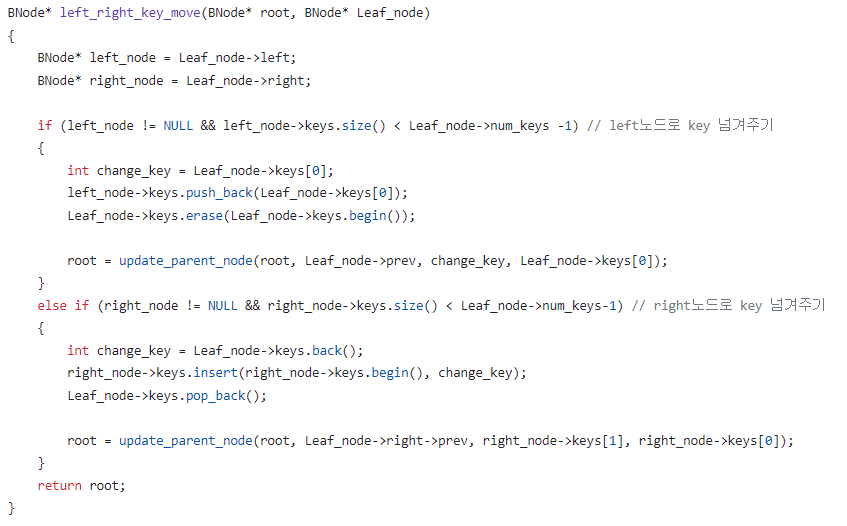 BNode* left_right_key_move(BNode* root, BNode* Leaf_node)
{
    BNode* left_node = Leaf_node->left;
    BNode* right_node = Leaf_node->right;

    if (left_node != NULL && left_node->keys.size() < Leaf_node->num_keys -1) // left노드로 key 넘겨주기
    {
        int change_key = Leaf_node->keys[0];
        left_node->keys.push_back(Leaf_node->keys[0]);
        Leaf_node->keys.erase(Leaf_node->keys.begin());

        root = update_parent_node(root, Leaf_node->prev, change_key, Leaf_node->keys[0]);
    }
    else if (right_node != NULL && right_node->keys.size() < Leaf_node->num_keys-1) // right노드로 key 넘겨주기
    {
        int change_key = Leaf_node->keys.back();
        right_node->keys.insert(right_node->keys.begin(), change_key);
        Leaf_node->keys.pop_back();

        root = update_parent_node(root, Leaf_node->right->prev, right_node->keys[1], right_node->keys[0]);
    }
    return root;
}